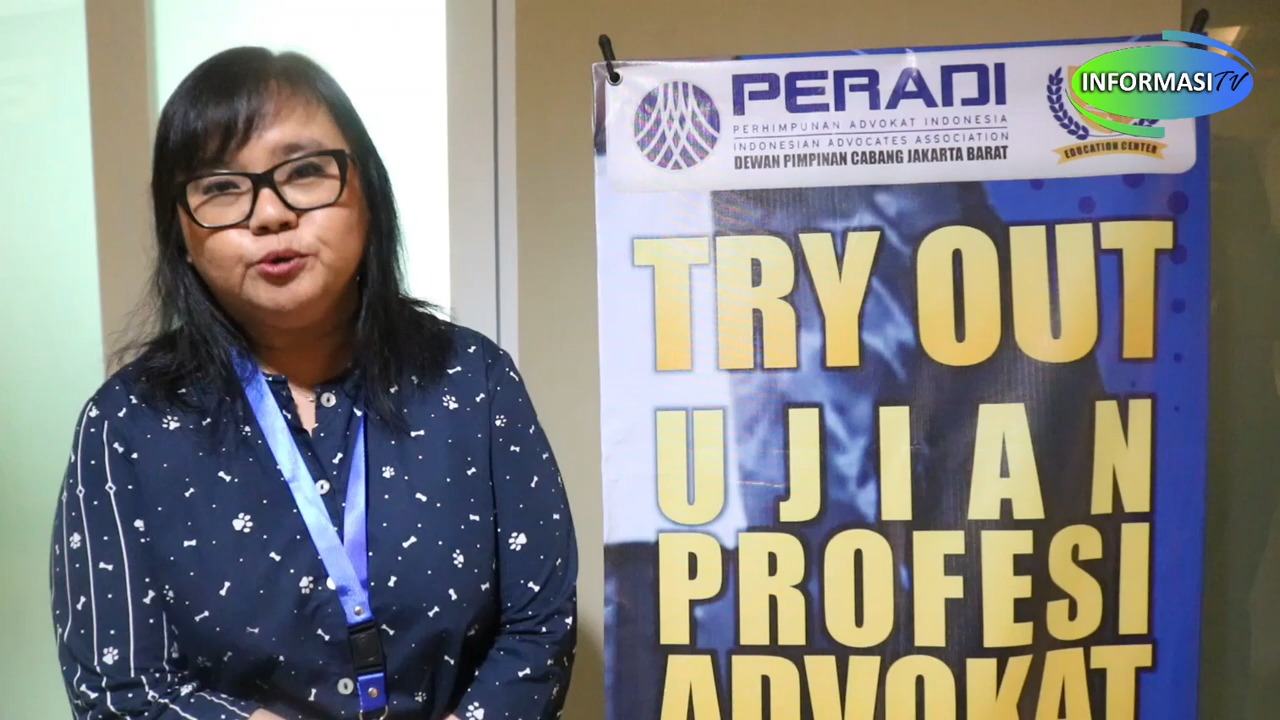 INFORMASITV
PERADI
PERHIMPUNAN ADVOKAT INDONESIA
INDONESIAN ADVOCATES ASSOCIATION
DEWAN PIMPINAN CABANG JAKARTA BARAT
EDUCATION CENTER
TRY OUT
UJIAN
PROFESI
ADVOKAT